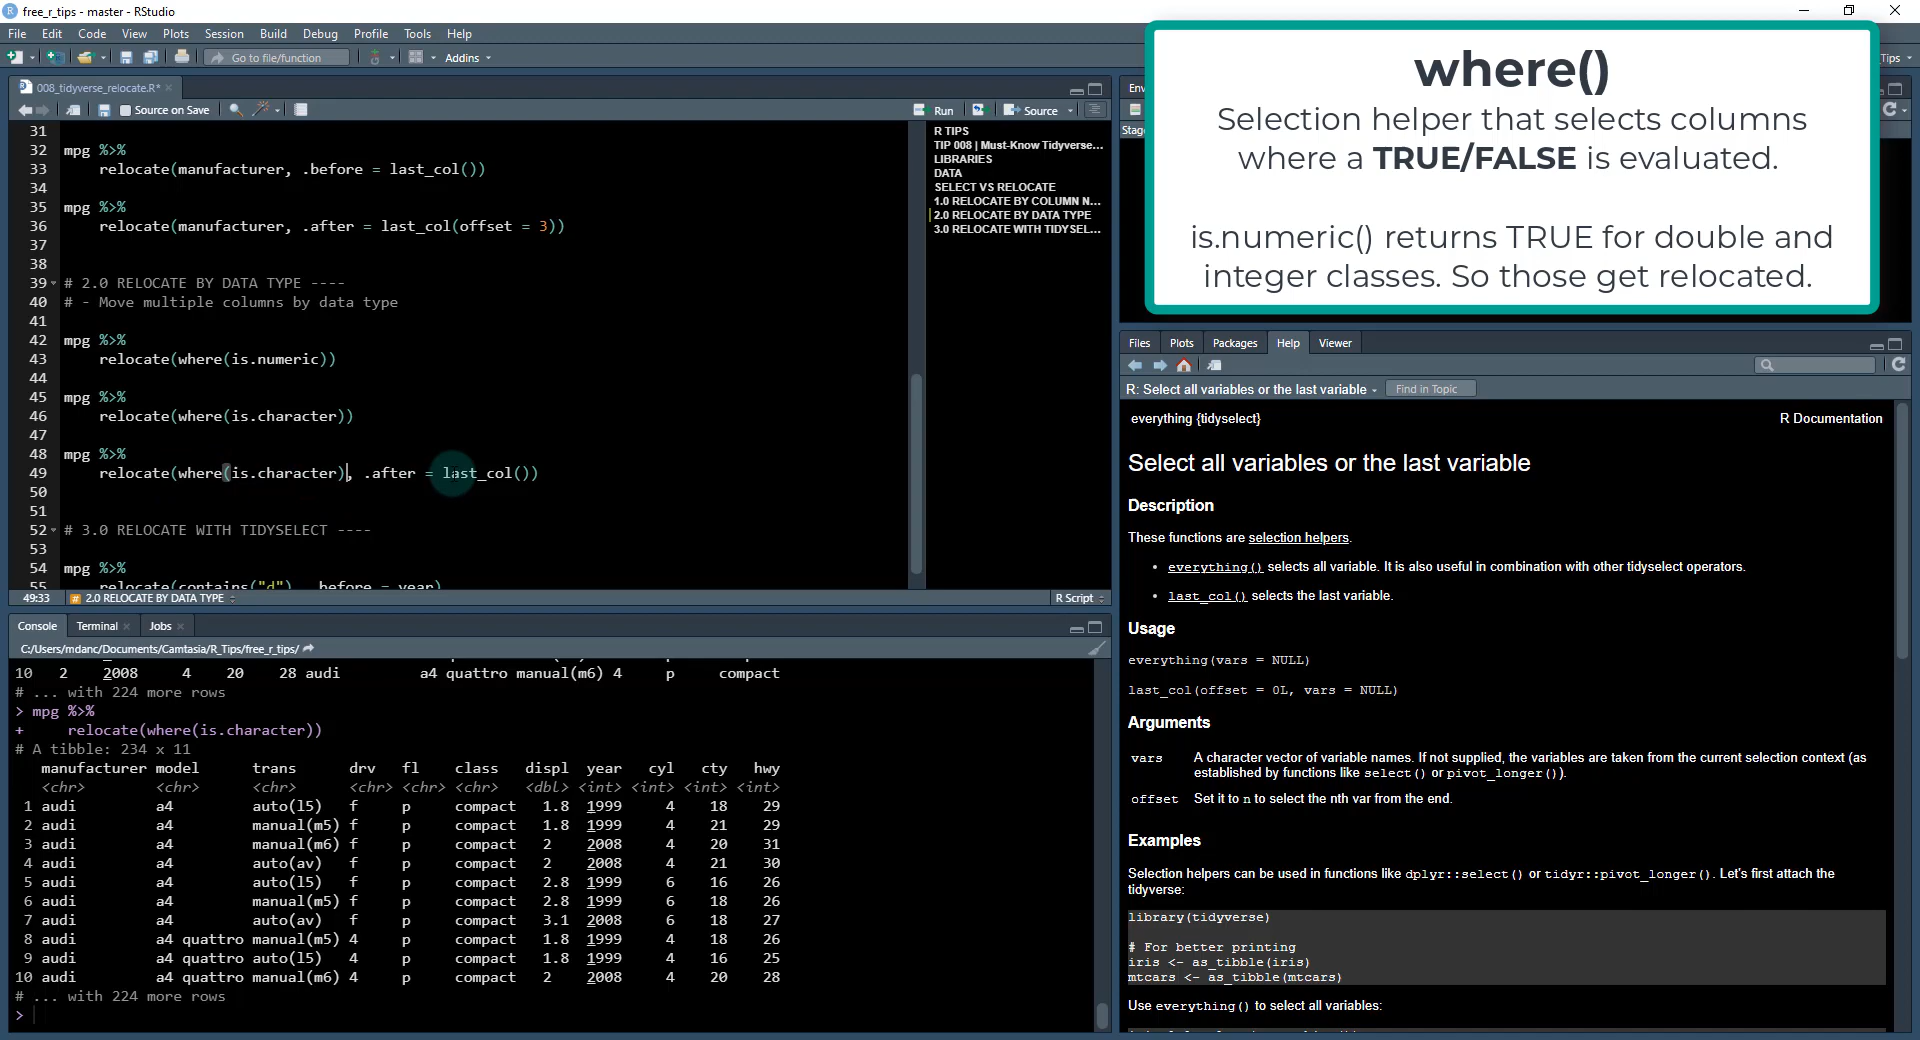 free_r_tips - master - RStudio
File Edit Code View Plots Session Build Debug Profile Tools Help
Go to file/function Addins
Tips
008_tidyverse_relocate.R*
Source on Save Run Source
31
32 mpg %>%
33 relocate(manufacturer, .before = last_col())
34
35 mpg %>%
36 relocate(manufacturer, .after = last_col(offset = 3))
37
38
39 # 2.0 RELOCATE BY DATA TYPE ----
40 # - Move multiple columns by data type
41
42 mpg %>%
43 relocate(where(is.numeric))
44
45 mpg %>%
46 relocate(where(is.character))
47
48 mpg %>%
49 relocate(where(is.character), .after = last_col())
50
51
52 # 3.0 RELOCATE WITH TIDYSELECT ----
53
54 mpg %>%
55 relocate(contains("d"), .before = year)
49:33 # 2.0 RELOCATE BY DATA TYPE R Script
R TIPS
TIP 008 | Must-Know Tidyverse...
LIBRARIES
DATA
SELECT VS RELOCATE
1.0 RELOCATE BY COLUMN N...
2.0 RELOCATE BY DATA TYPE
3.0 RELOCATE WITH TIDYSEL...
Console Terminal Jobs
C:/Users/mdanc/Documents/Camtasia/R_Tips/free_r_tips/
10 2 2008 4 20 28 audi a4 quattro manual(m6) 4 p compact
# ... with 224 more rows
> mpg %>%
+ relocate(where(is.character))
# A tibble: 234 x 11
manufacturer model trans drv fl class displ year cyl cty hwy
<chr> <chr> <chr> <chr> <chr> <chr> <dbl> <int> <int> <int> <int>
1 audi a4 auto(l5) f p compact 1.8 1999 4 18 29
2 audi a4 manual(m5) f p compact 1.8 1999 4 21 29
3 audi a4 manual(m6) f p compact 2 2008 4 20 31
4 audi a4 auto(av) f p compact 2 2008 4 21 30
5 audi a4 auto(l5) f p compact 2.8 1999 6 16 26
6 audi a4 manual(m5) f p compact 2.8 1999 6 18 26
7 audi a4 auto(av) f p compact 3.1 2008 6 18 27
8 audi a4 quattro manual(m5) 4 p compact 1.8 1999 4 18 26
9 audi a4 quattro auto(l5) 4 p compact 1.8 1999 4 16 25
10 audi a4 quattro manual(m6) 4 p compact 2 2008 4 20 28
# ... with 224 more rows
>
where()
Selection helper that selects columns
where a TRUE/FALSE is evaluated.
is.numeric() returns TRUE for double and
integer classes. So those get relocated.
Env
Stag
Files Plots Packages Help Viewer
R: Select all variables or the last variable Find in Topic
everything {tidyselect} R Documentation
Select all variables or the last variable
Description
These functions are selection helpers.
• everything() selects all variable. It is also useful in combination with other tidyselect operators.
• last_col() selects the last variable.
Usage
everything(vars = NULL)
last_col(offset = 0L, vars = NULL)
Arguments
vars A character vector of variable names. If not supplied, the variables are taken from the current selection context (as
established by functions like select() or pivot_longer()).
offset Set it to n to select the nth var from the end.
Examples
Selection helpers can be used in functions like dplyr::select() or tidyr::pivot_longer(). Let's first attach the
tidyverse:
library(tidyverse)
# For better printing
iris <- as_tibble(iris)
mtcars <- as_tibble(mtcars)
Use everything() to select all variables: